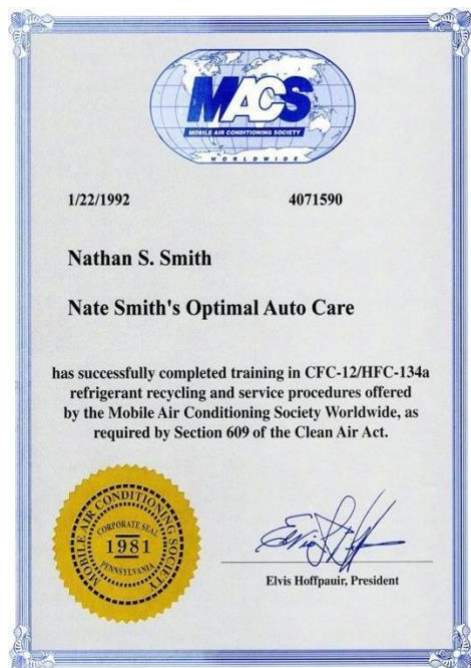 MACS
MOBILE AIR CONDITIONING SOCIETY
WORLDWIDE
1/22/1992 4071590
Nathan S. Smith
Nate Smith's Optimal Auto Care
has successfully completed training in CFC-12/HFC-134a
refrigerant recycling and service procedures offered
by the Mobile Air Conditioning Society Worldwide, as
required by Section 609 of the Clean Air Act.
MOBILE AIR CONDITIONING SOCIETY
CORPORATE SEAL
1981
PENNSYLVANIA
Elvis Hoffpauir, President